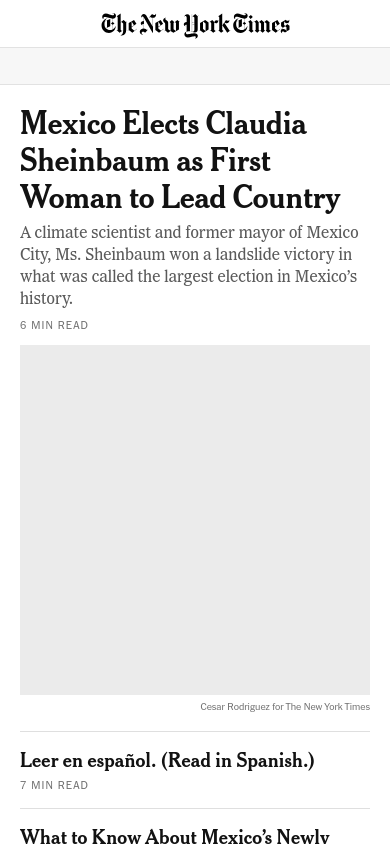 The New York Times
Mexico Elects Claudia
Sheinbaum as First
Woman to Lead Country
A climate scientist and former mayor of Mexico
City, Ms. Sheinbaum won a landslide victory in
what was called the largest election in Mexico’s
history.
6 MIN READ
Cesar Rodriguez for The New York Times
Leer en español. (Read in Spanish.)
7 MIN READ
What to Know About Mexico’s Newly